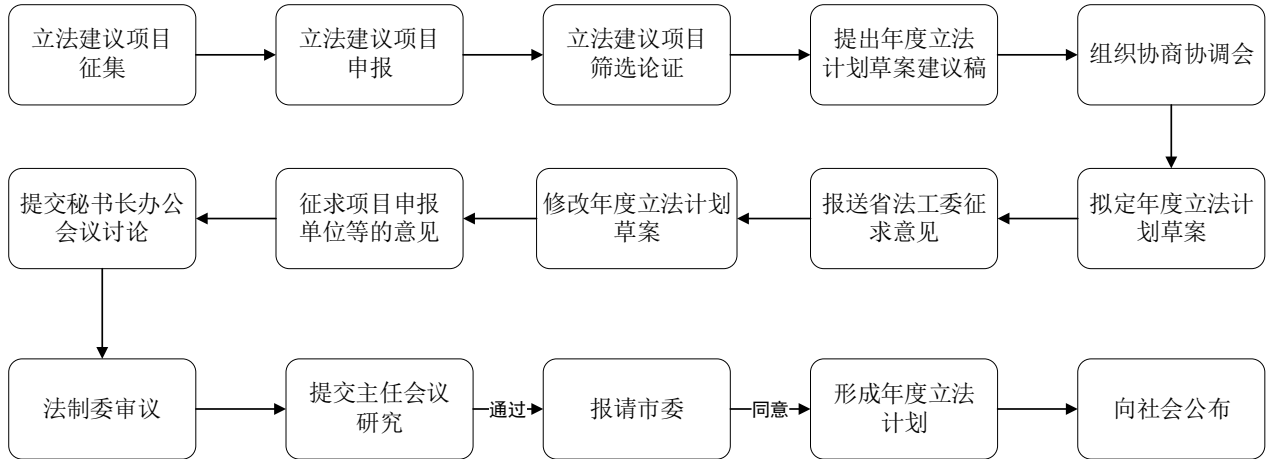 立法建议项目
征集
立法建议项目
申报
立法建议项目
筛选论证
提出年度立法
计划草案建议稿
组织协商协调会
拟定年度立法计
划草案
报送省法工委征
求意见
修改年度立法计划
草案
征求项目申报
单位等的意见
提交秘书长办公
会议讨论
法制委审议
提交主任会议
研究
通过
报请市委
同意
形成年度立法
计划
向社会公布